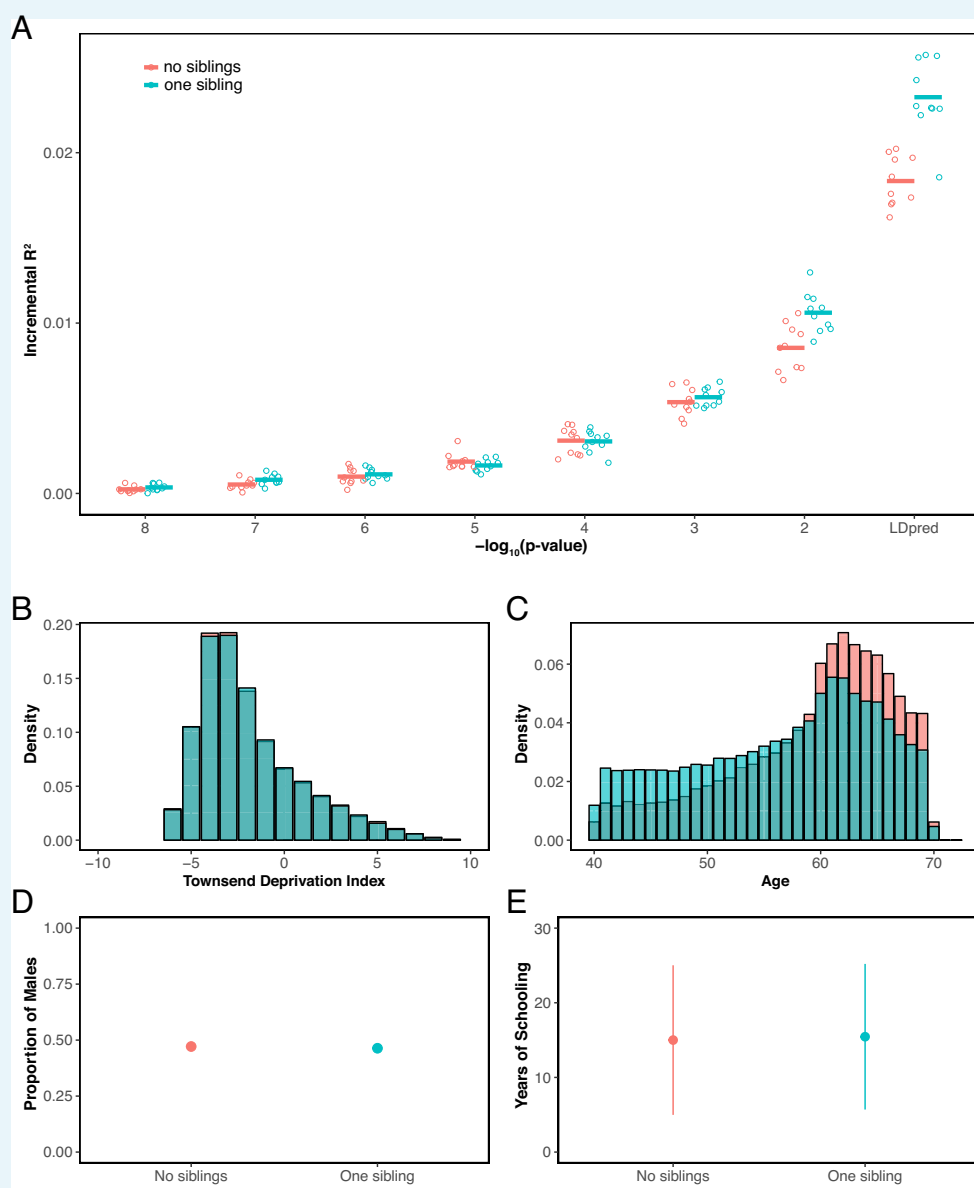 A
no siblings
one sibling
Incremental R²
0.02
0.01
0.00
8 7 6 5 4 3 2 LDpred
−log₁₀(p-value)
B
Density
0.20
0.15
0.10
0.05
0.00
−10 −5 0 5 10
Townsend Deprivation Index
C
Density
0.06
0.04
0.02
0.00
40 50 60 70
Age
D
Proportion of Males
1.00
0.75
0.50
0.25
0.00
No siblings One sibling
E
Years of Schooling
30
20
10
0
No siblings One sibling